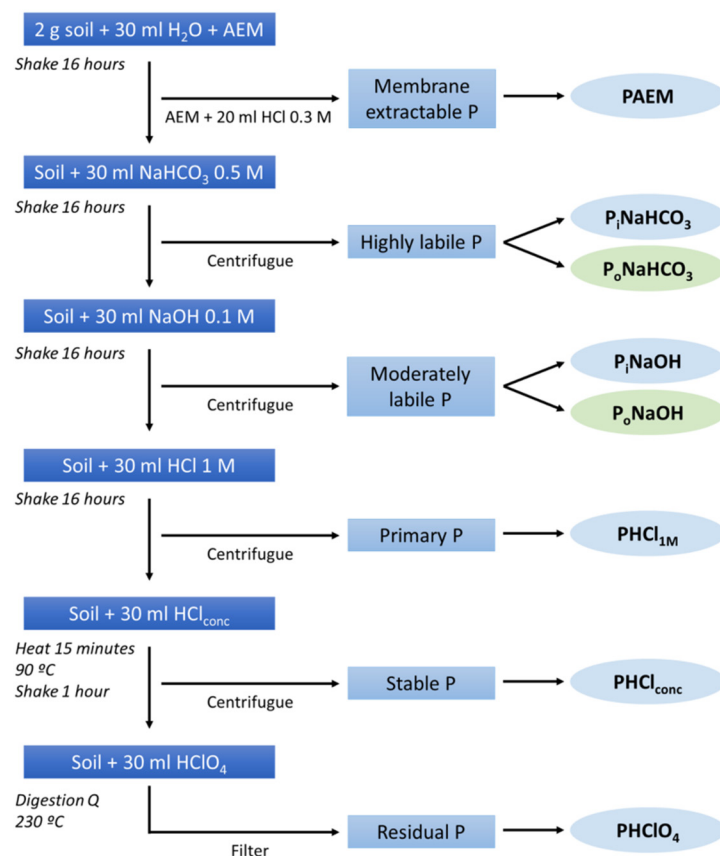 2 g soil + 30 ml H₂O + AEM
Shake 16 hours
AEM + 20 ml HCl 0.3 M
Membrane
extractable P
PAEM
Soil + 30 ml NaHCO₃ 0.5 M
Shake 16 hours
Centrifugue
Highly labile P
PᵢNaHCO₃
PₒNaHCO₃
Soil + 30 ml NaOH 0.1 M
Shake 16 hours
Centrifugue
Moderately
labile P
PᵢNaOH
PₒNaOH
Soil + 30 ml HCl 1 M
Shake 16 hours
Centrifugue
Primary P
PHCl₁M
Soil + 30 ml HClconc
Heat 15 minutes
90 ºC
Shake 1 hour
Centrifugue
Stable P
PHClconc
Soil + 30 ml HClO₄
Digestion Q
230 ºC
Filter
Residual P
PHClO₄